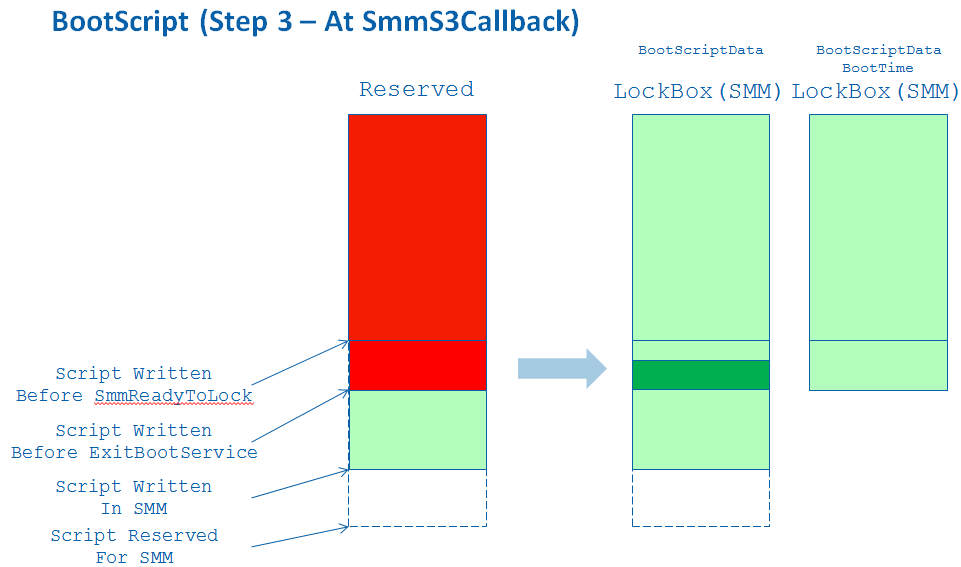 BootScript (Step 3 – At SmmS3Callback)
BootScriptData
BootScriptData
BootTime
Reserved
LockBox(SMM)
LockBox(SMM)
Script Written
Before SmmReadyToLock
Script Written
Before ExitBootService
Script Written
In SMM
Script Reserved
For SMM